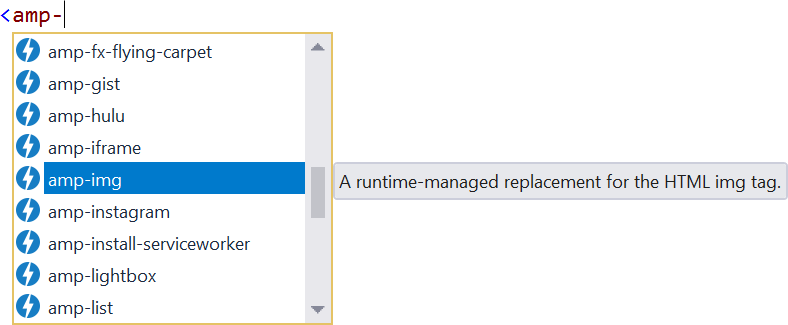 <amp-
amp-fx-flying-carpet
amp-gist
amp-hulu
amp-iframe
amp-img
A runtime-managed replacement for the HTML img tag.
amp-instagram
amp-install-serviceworker
amp-lightbox
amp-list